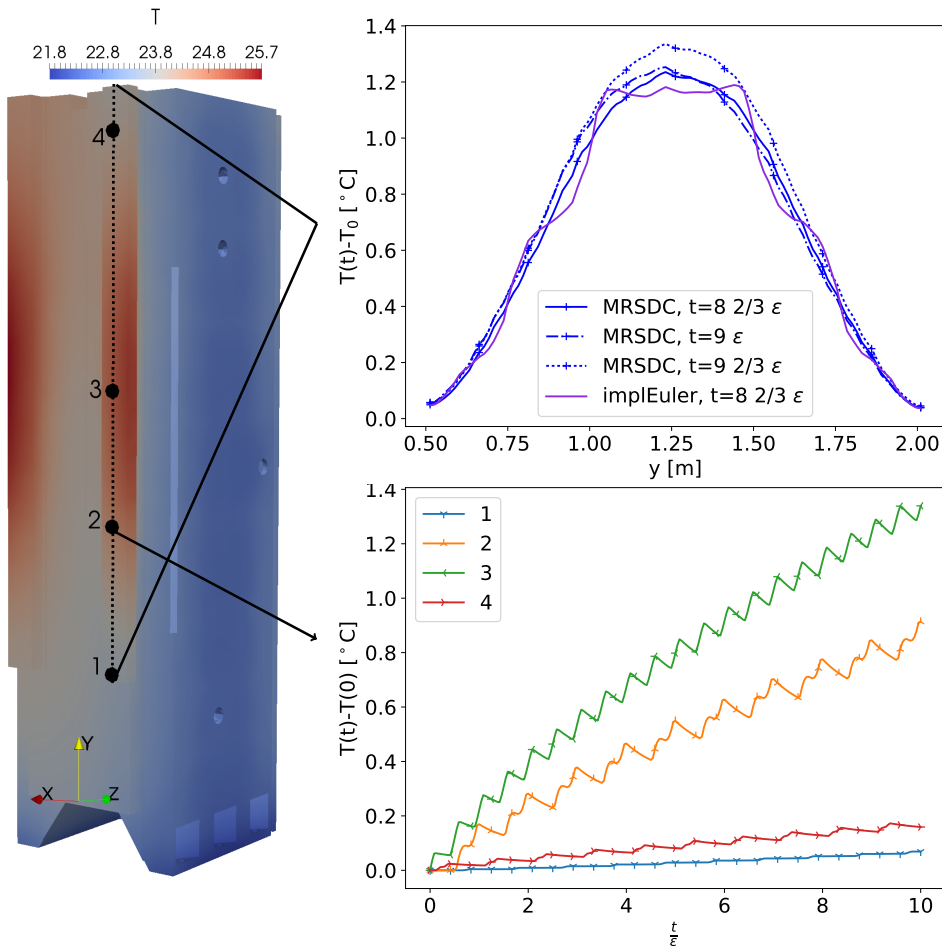 T
21.8 22.8 23.8 24.8 25.7
4
3
2
1
Y
X Z
1.4
1.2
1.0
0.8
0.6
0.4
0.2
0.0
T(t)-T₀ [°C]
MRSDC, t=8 2/3 ε
MRSDC, t=9 ε
MRSDC, t=9 2/3 ε
implEuler, t=8 2/3 ε
0.50 0.75 1.00 1.25 1.50 1.75 2.00
y [m]
1.4
1.2
1.0
0.8
0.6
0.4
0.2
0.0
T(t)-T(0) [°C]
1
2
3
4
0 2 4 6 8 10
t
ε